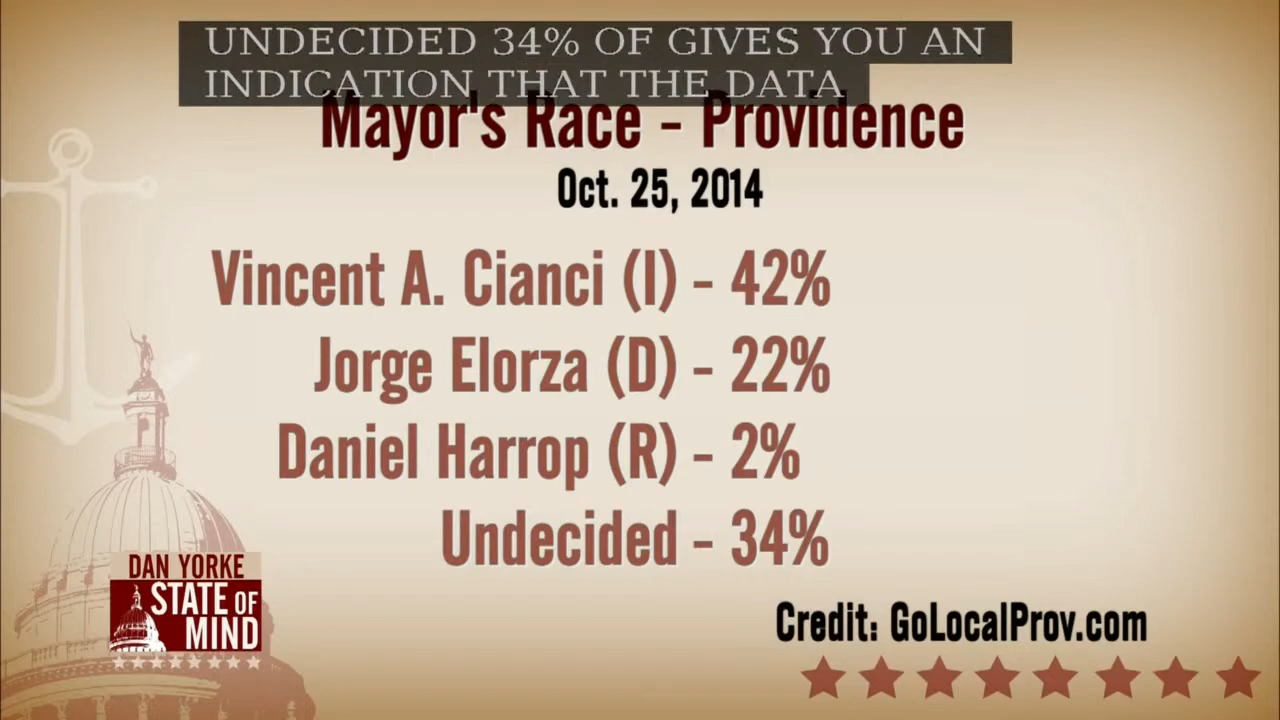 UNDECIDED 34% OF GIVES YOU AN
INDICATION THAT THE DATA
Mayor's Race - Providence
Oct. 25, 2014
Vincent A. Cianci (I) - 42%
Jorge Elorza (D) - 22%
Daniel Harrop (R) - 2%
Undecided - 34%
DAN YORKE
STATE OF
MIND
Credit: GoLocalProv.com